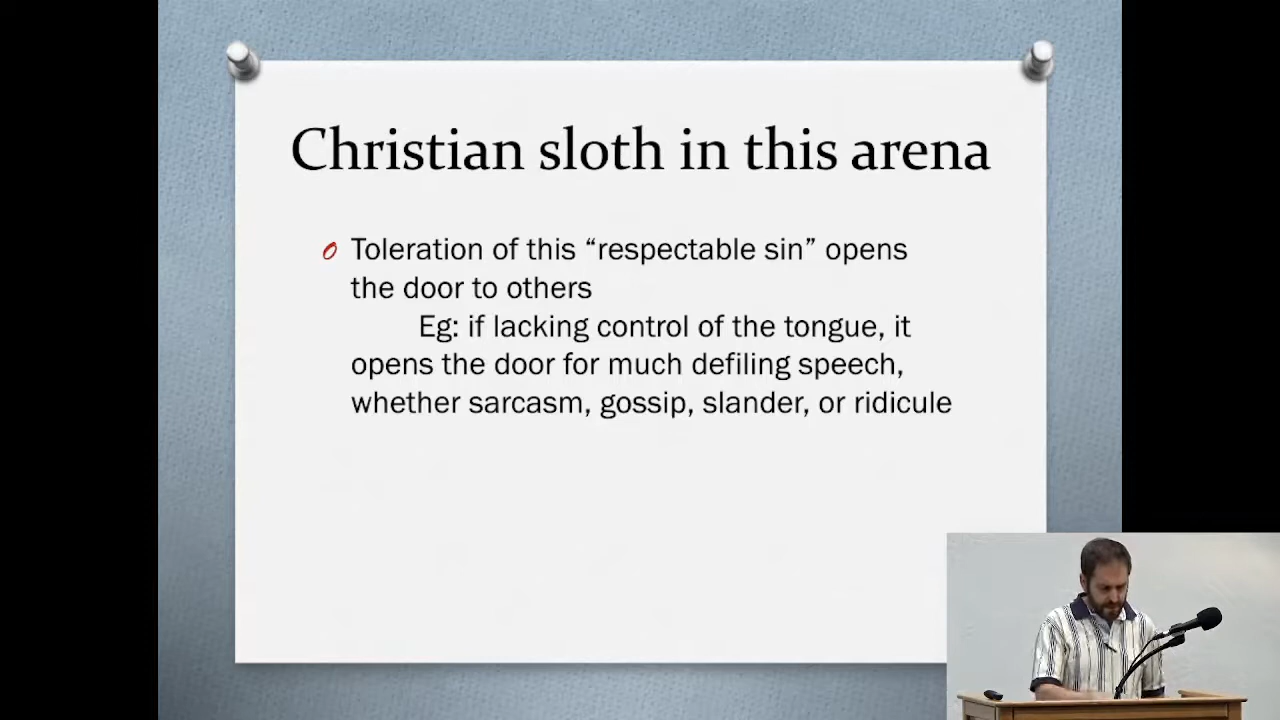 Christian sloth in this arena
Toleration of this “respectable sin” opens
the door to others
Eg: if lacking control of the tongue, it
opens the door for much defiling speech,
whether sarcasm, gossip, slander, or ridicule